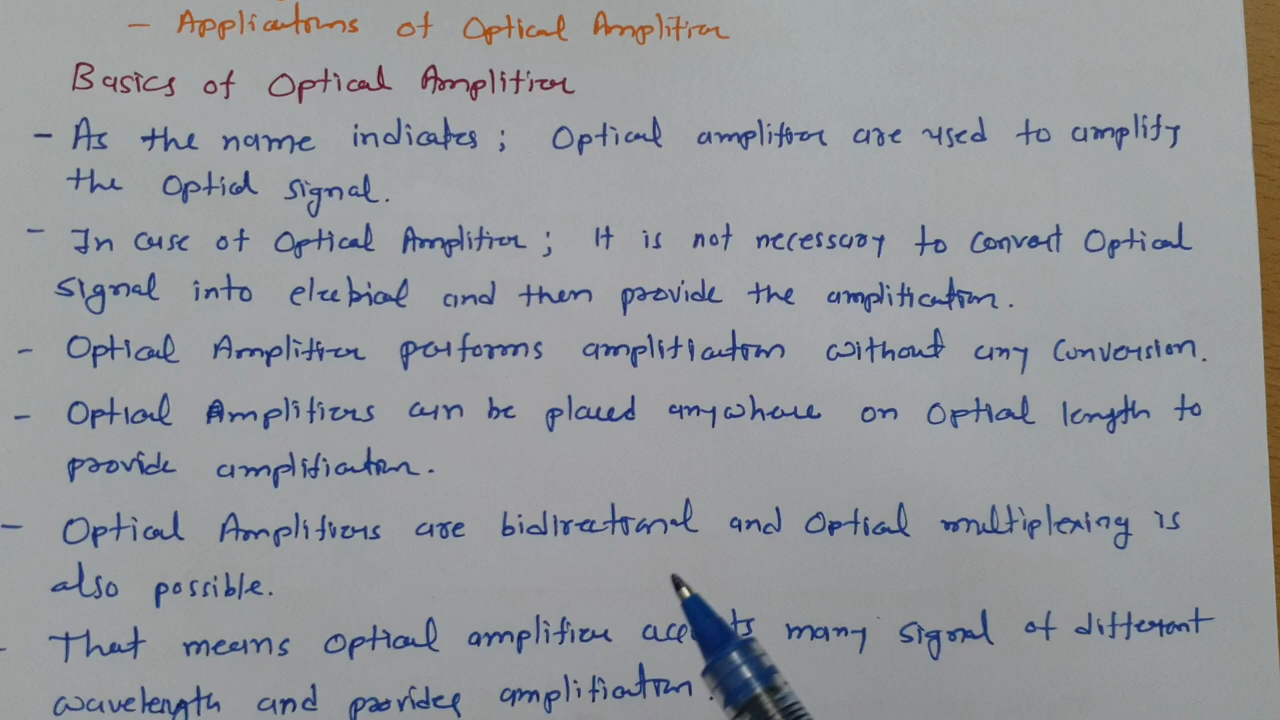 - Applications of Optical Amplifier
Basics of Optical Amplifier
- As the name indicates; Optical amplifier are used to amplify
the Optical signal.
- In case of Optical Amplifier; It is not necessary to convert Optical
signal into electrical and then provide the amplification.
- Optical Amplifier performs amplification without any conversion.
- Optical Amplifiers can be placed anywhere on Optical length to
provide amplification.
- Optical Amplifiers are bidirectional and Optical multiplexing is
also possible.
- That means Optical amplifier many signal of different
wavelength and provides amplification.